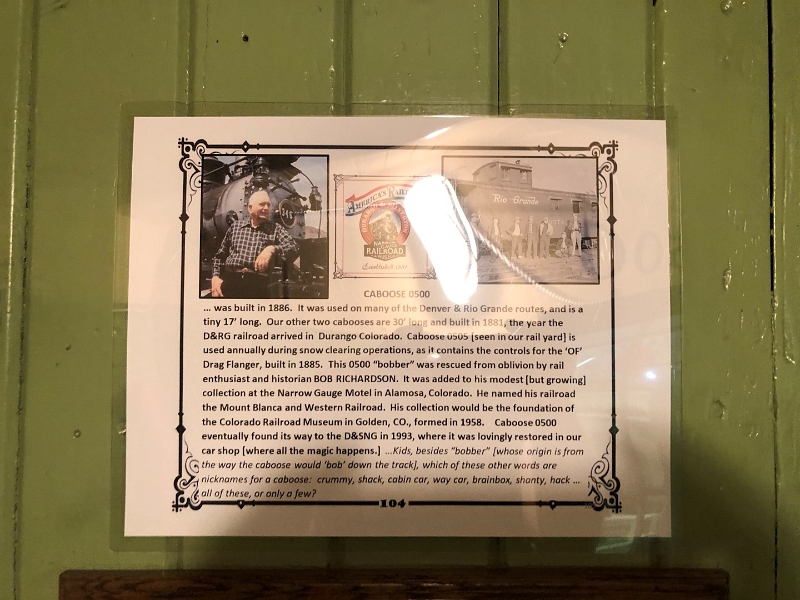 345
AMERICA'S RAIL
NARROW
RAILROAD
Established 1881
Rio Grande
CABOOSE 0500
... was built in 1886. It was used on many of the Denver & Rio Grande routes, and is a
tiny 17' long. Our other two cabooses are 30' long and built in 1881, the year the
D&RG railroad arrived in Durango Colorado. Caboose 0505 [seen in our rail yard] is
used annually during snow clearing operations, as it contains the controls for the 'OF'
Drag Flanger, built in 1885. This 0500 "bobber" was rescued from oblivion by rail
enthusiast and historian BOB RICHARDSON. It was added to his modest [but growing]
collection at the Narrow Gauge Motel in Alamosa, Colorado. He named his railroad
the Mount Blanca and Western Railroad. His collection would be the foundation of
the Colorado Railroad Museum in Golden, CO., formed in 1958. Caboose 0500
eventually found its way to the D&SNG in 1993, where it was lovingly restored in our
car shop [where all the magic happens.] ...Kids, besides "bobber" [whose origin is from
the way the caboose would 'bob' down the track], which of these other words are
nicknames for a caboose: crummy, shack, cabin car, way car, brainbox, shanty, hack ...
all of these, or only a few?
104